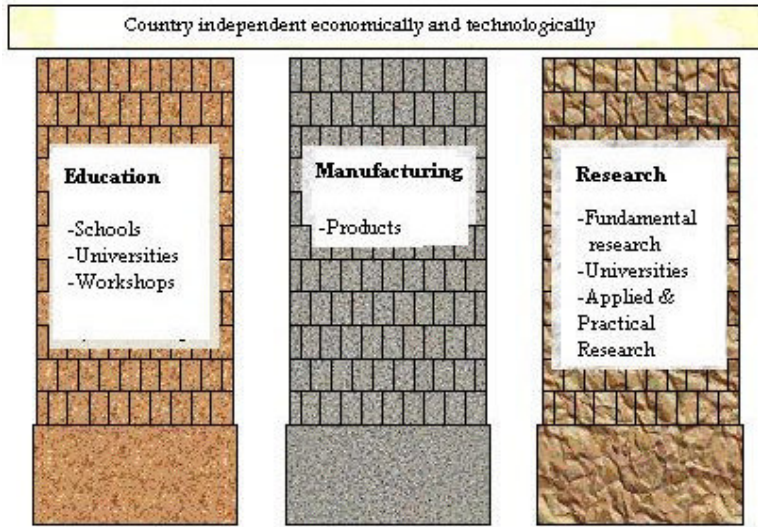 Country independent economically and technologically
Education
-Schools
-Universities
-Workshops
Manufacturing
-Products
Research
-Fundamental
research
-Universities
-Applied &
Practical
Research